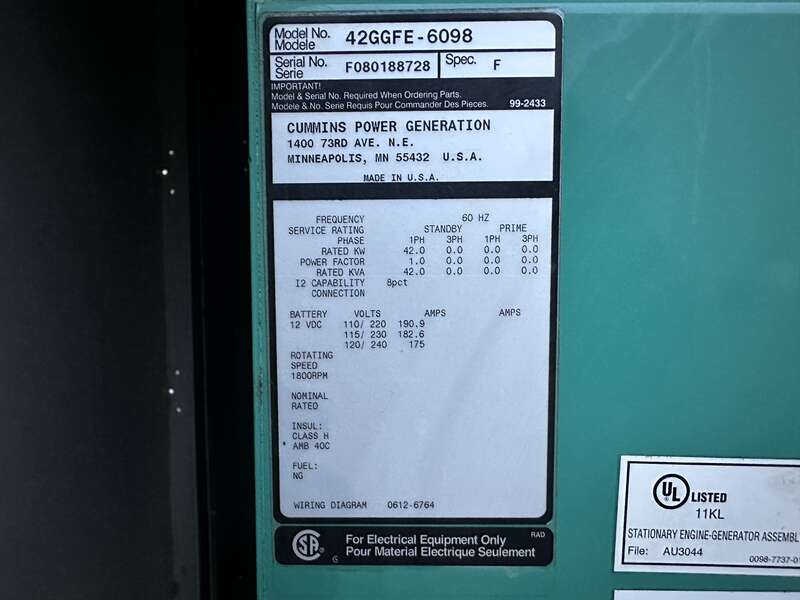 Model No. 42GGFE-6098
Modele
Serial No. F080188728 Spec. F
Serie
IMPORTANT!
Model & Serial No. Required When Ordering Parts.
Modele & No. Serie Requis Pour Commander Des Pieces. 99-2433
CUMMINS POWER GENERATION
1400 73RD AVE. N.E.
MINNEAPOLIS, MN 55432 U.S.A.
MADE IN U.S.A.
FREQUENCY 60 HZ
SERVICE RATING STANDBY PRIME
PHASE 1PH 3PH 1PH 3PH
RATED KW 42.0 0.0 0.0 0.0
POWER FACTOR 1.0 0.0 0.0 0.0
RATED KVA 42.0 0.0 0.0 0.0
I2 CAPABILITY 8pct
CONNECTION
BATTERY VOLTS AMPS AMPS
12 VDC 110/ 220 190.9
115/ 230 182.6
120/ 240 175
ROTATING
SPEED
1800RPM
NOMINAL
RATED
INSUL:
CLASS H
AMB 40C
FUEL:
NG
WIRING DIAGRAM 0612-6764
SA 6 For Electrical Equipment Only RAD
Pour Material Electrique Seulement
UL LISTED
11KL
STATIONARY ENGINE-GENERATOR ASSEMBL
File: AU3044 0098-7737-01